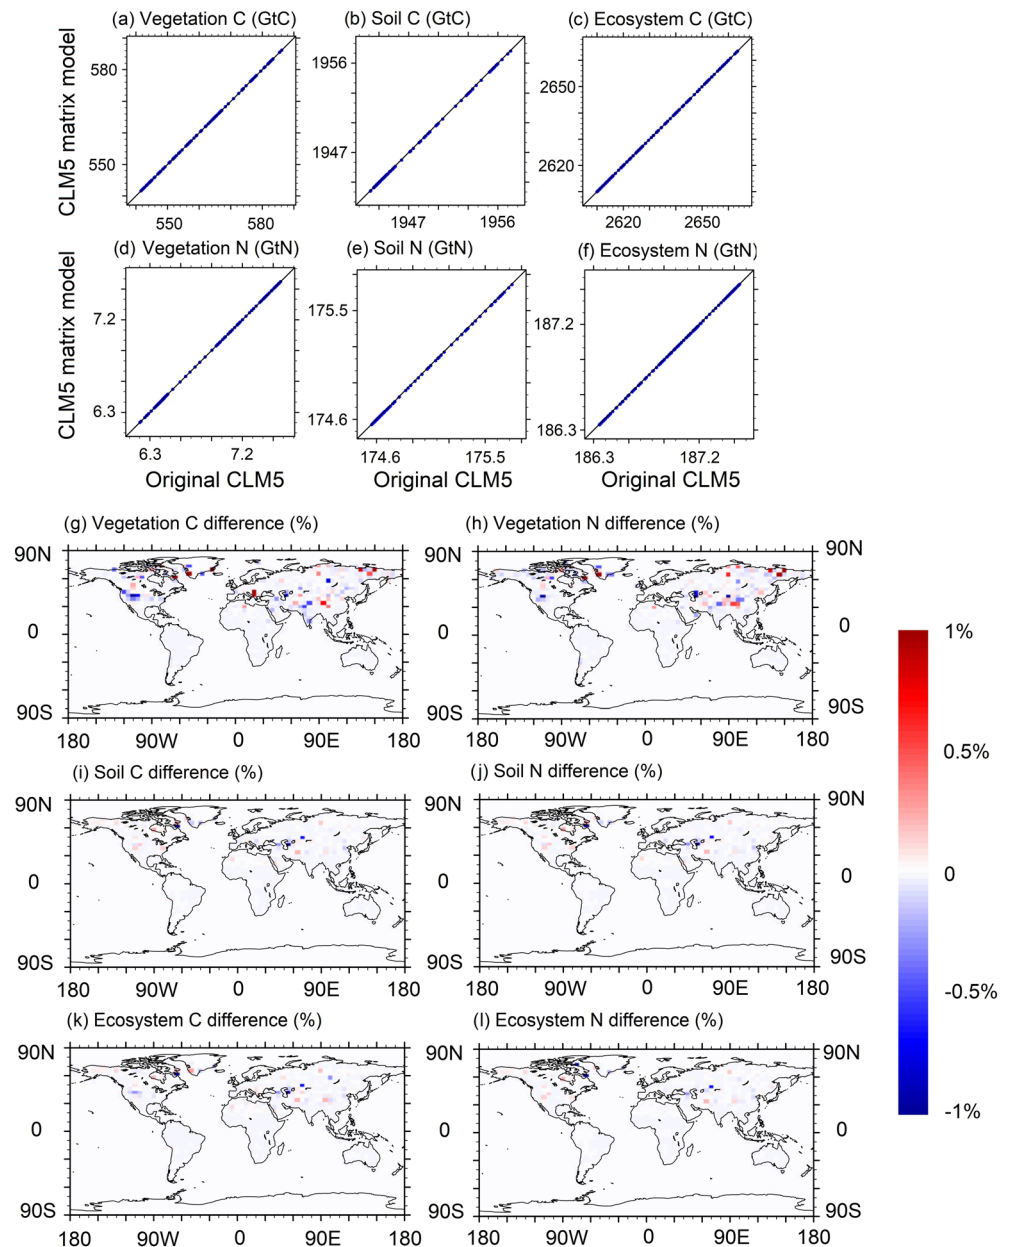 (a) Vegetation C (GtC) (b) Soil C (GtC) (c) Ecosystem C (GtC)
CLM5 matrix model
580
550
550 580
1956
1947
1947 1956
2650
2620
2620 2650
(d) Vegetation N (GtN) (e) Soil N (GtN) (f) Ecosystem N (GtN)
CLM5 matrix model
7.2
6.3
6.3 7.2
175.5
174.6
174.6 175.5
187.2
186.3
186.3 187.2
Original CLM5 Original CLM5
(g) Vegetation C difference (%) (h) Vegetation N difference (%)
90N 90N
0 0 0
90S 90S
180 90W 0 90E 180 180 90W 0 90E 180
(i) Soil C difference (%) (j) Soil N difference (%)
90N 90N 90N
0 0 0
90S 90S 90S
180 90W 0 90E 180 180 90W 0 90E 180
(k) Ecosystem C difference (%) (l) Ecosystem N difference (%)
90N 90N
0 0
90S 90S
180 90W 0 90E 180 180 90W 0 90E 180
1%
0.5%
0
-0.5%
-1%